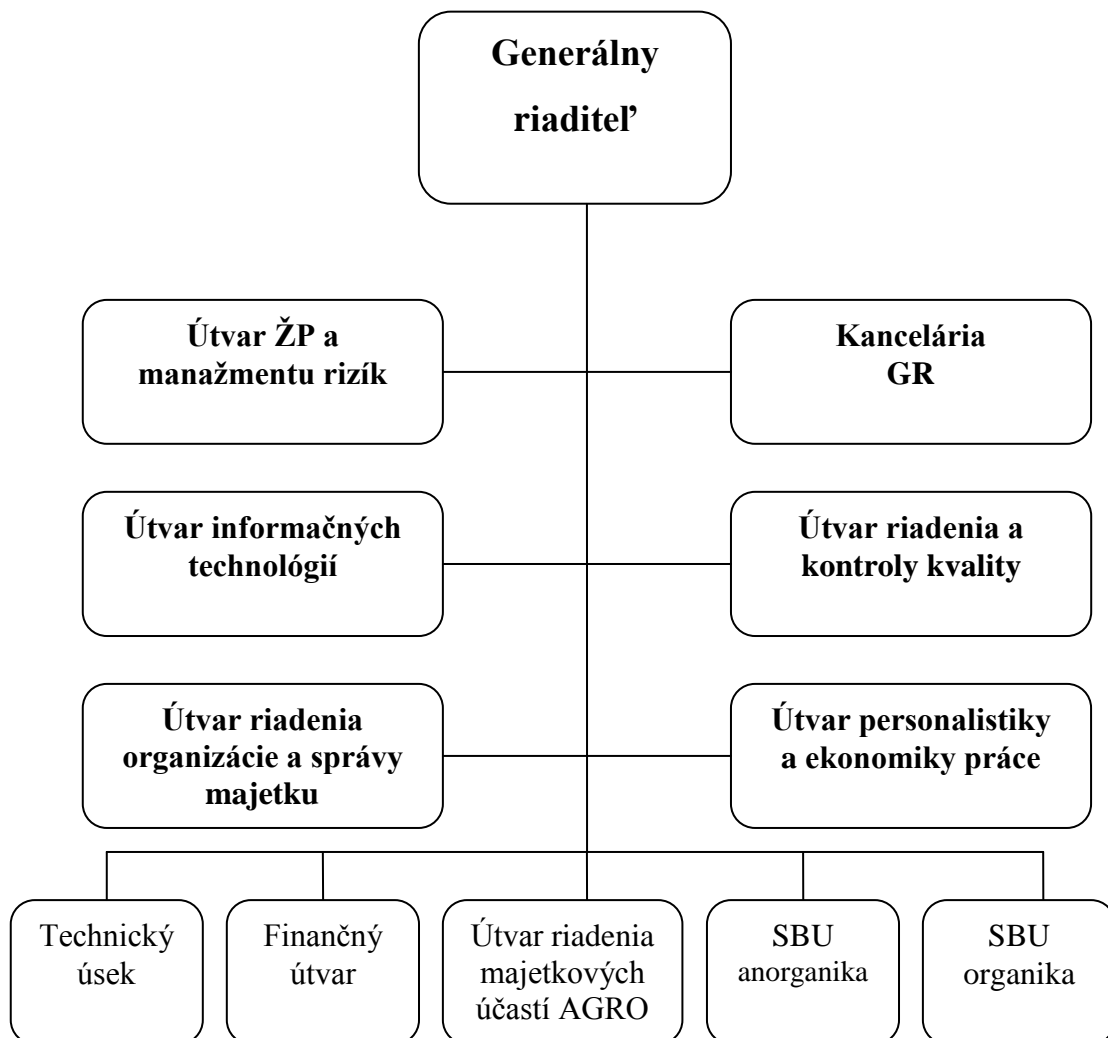 Generálny
riaditeľ
Útvar ŽP a
manažmentu rizík
Kancelária
GR
Útvar informačných
technológií
Útvar riadenia a
kontroly kvality
Útvar riadenia
organizácie a správy
majetku
Útvar personalistiky
a ekonomiky práce
Technický
úsek
Finančný
útvar
Útvar riadenia
majetkových
účastí AGRO
SBU
anorganika
SBU
organika